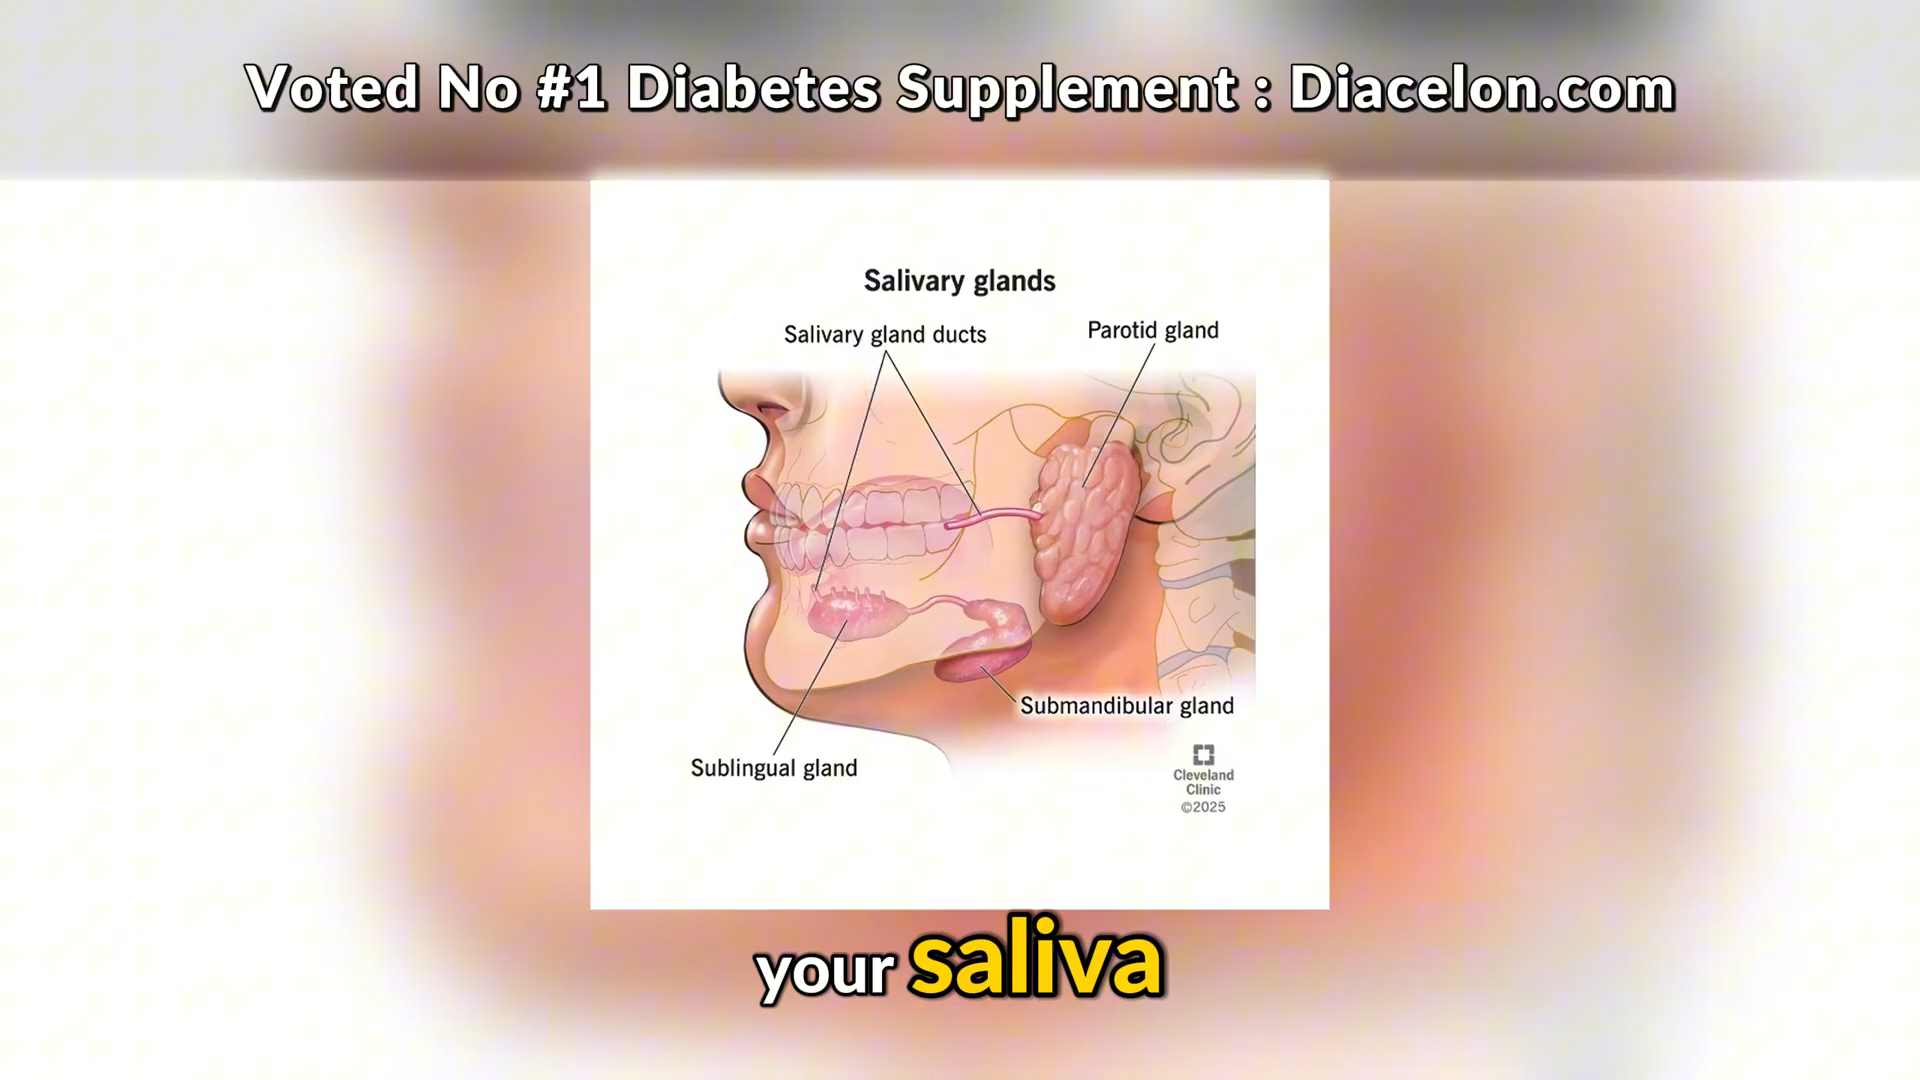 Voted No #1 Diabetes Supplement : Diacelon.com
Salivary glands
Salivary gland ducts
Parotid gland
Submandibular gland
Sublingual gland
Cleveland
Clinic
©2025
your saliva